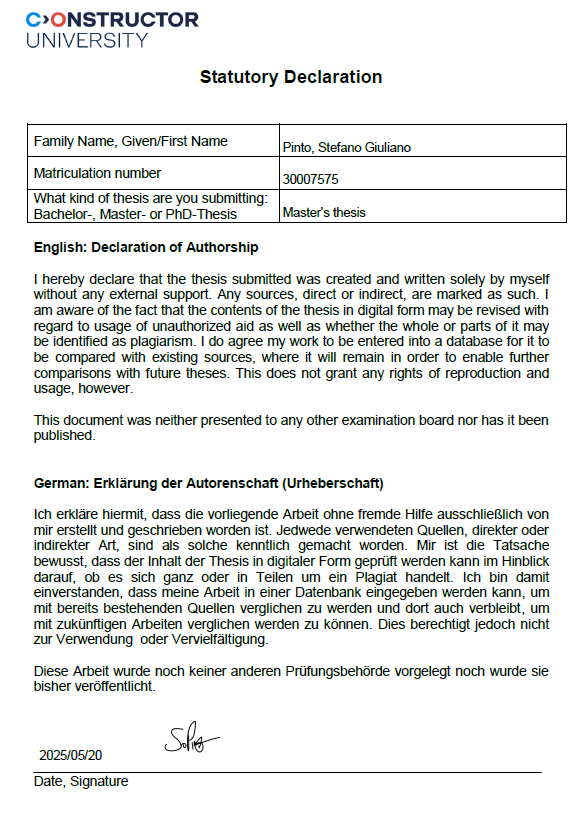 C>ONSTRUCTOR
UNIVERSITY
Statutory Declaration
Family Name, Given/First Name
Pinto, Stefano Giuliano
Matriculation number
30007575
What kind of thesis are you submitting:
Bachelor-, Master- or PhD-Thesis
Master's thesis
English: Declaration of Authorship
I hereby declare that the thesis submitted was created and written solely by myself
without any external support. Any sources, direct or indirect, are marked as such. I
am aware of the fact that the contents of the thesis in digital form may be revised with
regard to usage of unauthorized aid as well as whether the whole or parts of it may
be identified as plagiarism. I do agree my work to be entered into a database for it to
be compared with existing sources, where it will remain in order to enable further
comparisons with future theses. This does not grant any rights of reproduction and
usage, however.
This document was neither presented to any other examination board nor has it been
published.
German: Erklärung der Autorenschaft (Urheberschaft)
Ich erkläre hiermit, dass die vorliegende Arbeit ohne fremde Hilfe ausschließlich von
mir erstellt und geschrieben worden ist. Jedwede verwendeten Quellen, direkter oder
indirekter Art, sind als solche kenntlich gemacht worden. Mir ist die Tatsache
bewusst, dass der Inhalt der Thesis in digitaler Form geprüft werden kann im Hinblick
darauf, ob es sich ganz oder in Teilen um ein Plagiat handelt. Ich bin damit
einverstanden, dass meine Arbeit in einer Datenbank eingegeben werden kann, um
mit bereits bestehenden Quellen verglichen zu werden und dort auch verbleibt, um
mit zukünftigen Arbeiten verglichen werden zu können. Dies berechtigt jedoch nicht
zur Verwendung oder Vervielfältigung.
Diese Arbeit wurde noch keiner anderen Prüfungsbehörde vorgelegt noch wurde sie
bisher veröffentlicht.
2025/05/20
Date, Signature